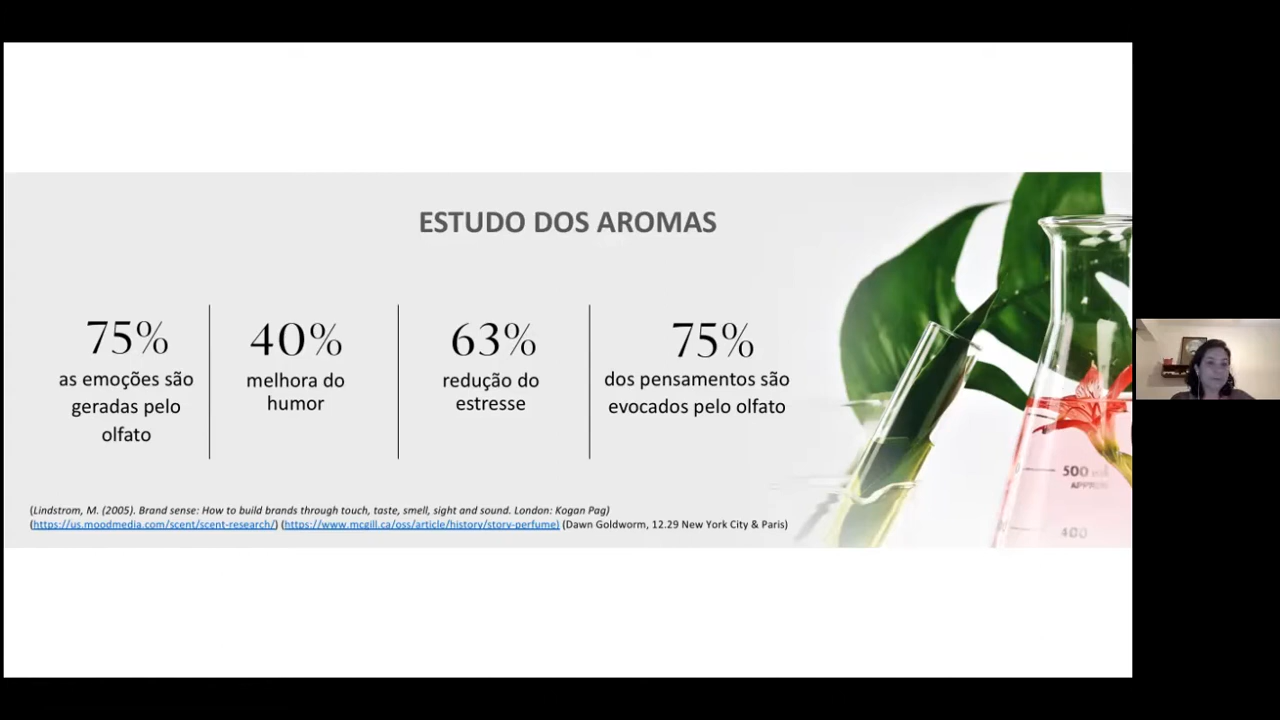 ESTUDO DOS AROMAS
75%
as emoções são
geradas pelo
olfato
40%
melhora do
humor
63%
redução do
estresse
75%
dos pensamentos são
evocados pelo olfato
(Lindstrom, M. (2005). Brand sense: How to build brands through touch, taste, smell, sight and sound. London: Kogan Pag)
(https://us.moodmedia.com/scent/scent-research/) (https://www.mcgill.ca/oss/article/history/story-perfume) (Dawn Goldworm, 12.29 New York City & Paris)
500 ml
APPROX
400